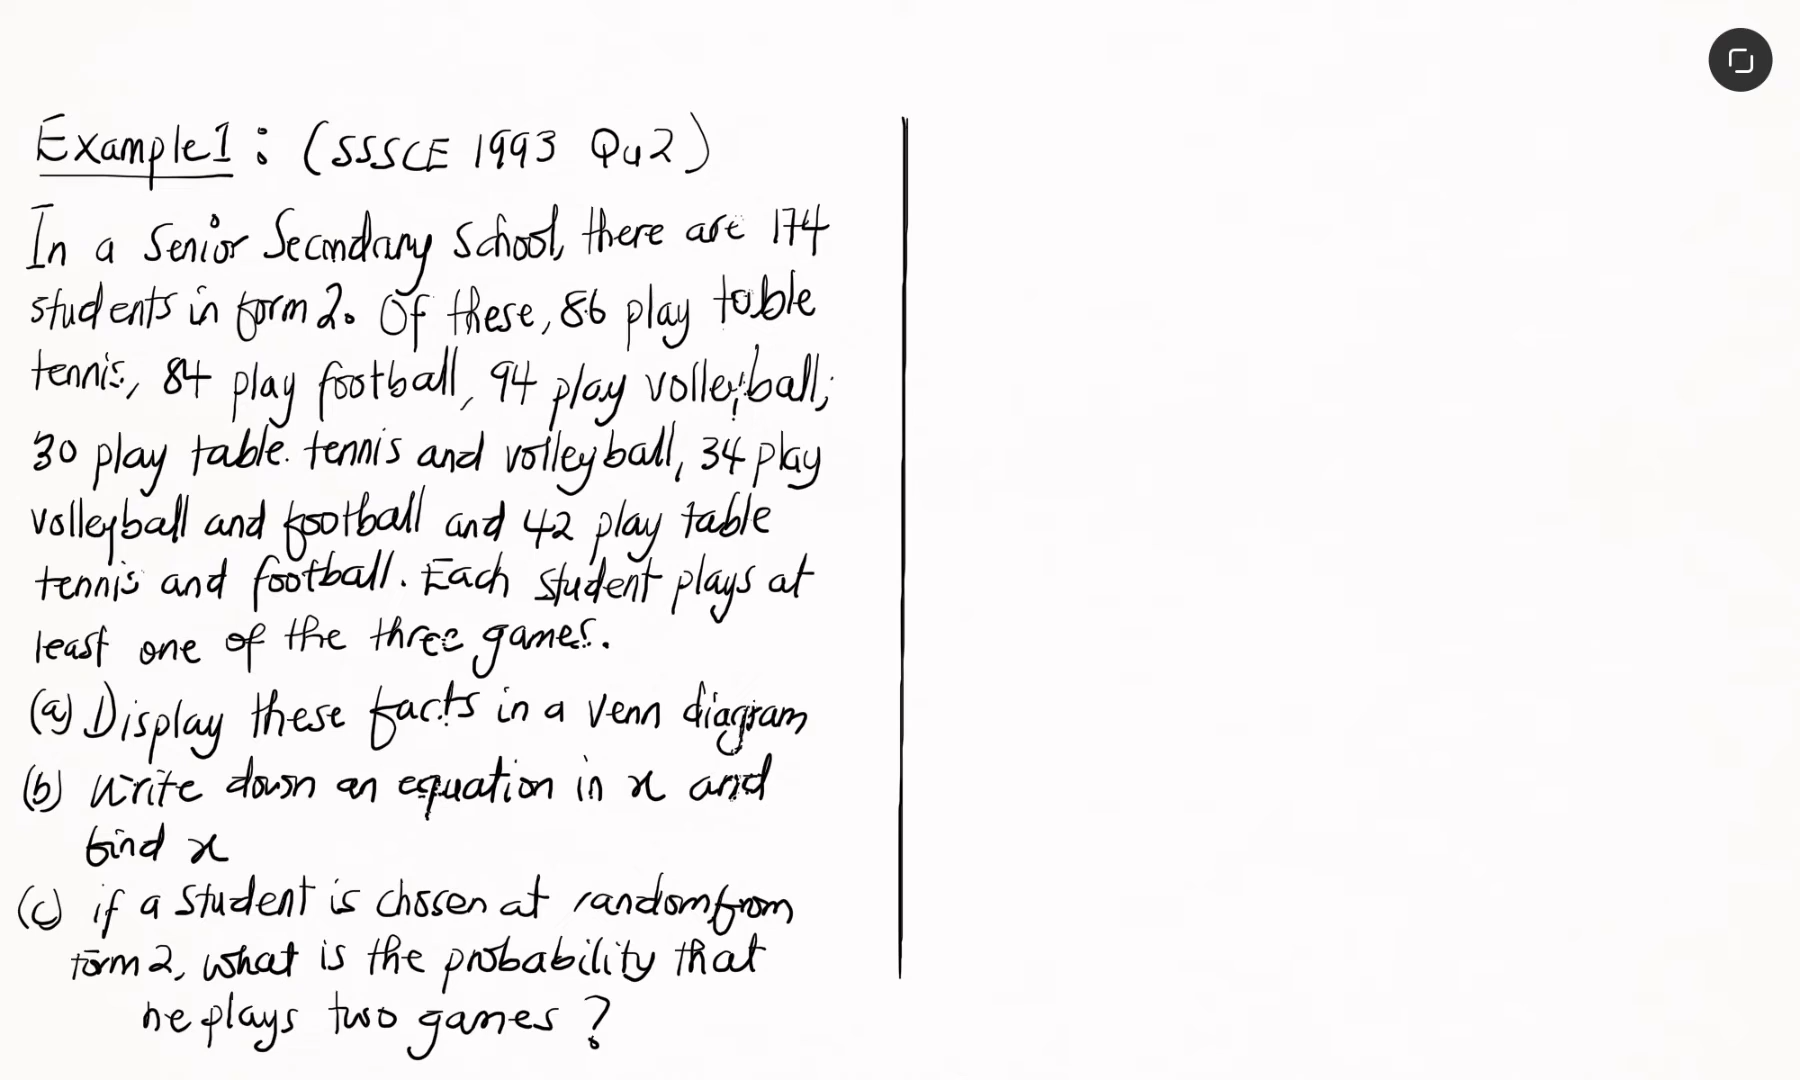 Example1: (SSSCE 1993 Qu2)
In a Senior Secondary School, there are 174
students in form 2. Of these, 86 play table
tennis, 84 play football, 94 play volleyball;
30 play table tennis and volleyball, 34 play
volleyball and football and 42 play table
tennis and football. Each student plays at
least one of the three games.
(a) Display these facts in a venn diagram
(b) Write down an equation in x and
find x
(c) if a student is chosen at random from
form 2, what is the probability that
he plays two games?